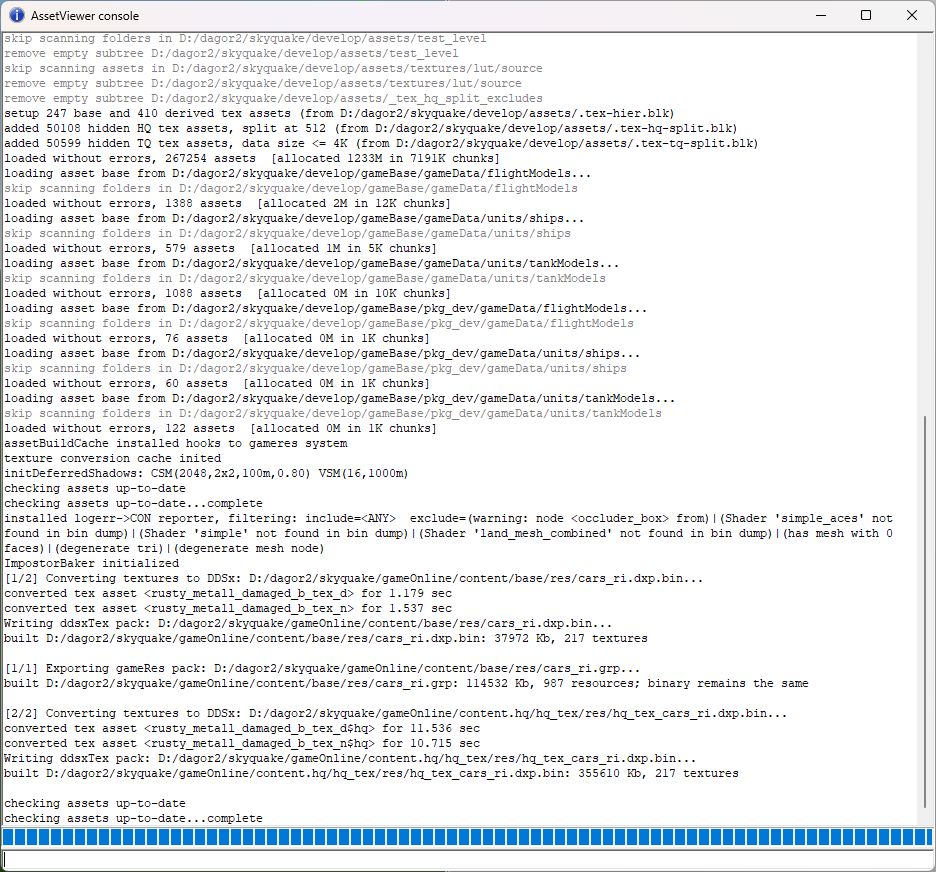 AssetViewer console
skip scanning folders in D:/dagor2/skyquake/develop/assets/test_level
remove empty subtree D:/dagor2/skyquake/develop/assets/test_level
skip scanning assets in D:/dagor2/skyquake/develop/assets/textures/lut/source
remove empty subtree D:/dagor2/skyquake/develop/assets/textures/lut/source
remove empty subtree D:/dagor2/skyquake/develop/assets/_tex_hq_split_excludes
setup 247 base and 410 derived tex assets (from D:/dagor2/skyquake/develop/assets/.tex-hier.blk)
added 50108 hidden HQ tex assets, split at 512 (from D:/dagor2/skyquake/develop/assets/.tex-hq-split.blk)
added 50599 hidden TQ tex assets, data size <= 4K (from D:/dagor2/skyquake/develop/assets/.tex-tq-split.blk)
loaded without errors, 267254 assets  [allocated 1233M in 7191K chunks]
loading asset base from D:/dagor2/skyquake/develop/gameBase/gameData/flightModels...
skip scanning folders in D:/dagor2/skyquake/develop/gameBase/gameData/flightModels
loaded without errors, 1388 assets  [allocated 2M in 12K chunks]
loading asset base from D:/dagor2/skyquake/develop/gameBase/gameData/units/ships...
skip scanning folders in D:/dagor2/skyquake/develop/gameBase/gameData/units/ships
loaded without errors, 579 assets  [allocated 1M in 5K chunks]
loading asset base from D:/dagor2/skyquake/develop/gameBase/gameData/units/tankModels...
skip scanning folders in D:/dagor2/skyquake/develop/gameBase/gameData/units/tankModels
loaded without errors, 1088 assets  [allocated 0M in 10K chunks]
loading asset base from D:/dagor2/skyquake/develop/gameBase/pkg_dev/gameData/flightModels...
skip scanning folders in D:/dagor2/skyquake/develop/gameBase/pkg_dev/gameData/flightModels
loaded without errors, 76 assets  [allocated 0M in 1K chunks]
loading asset base from D:/dagor2/skyquake/develop/gameBase/pkg_dev/gameData/units/ships...
skip scanning folders in D:/dagor2/skyquake/develop/gameBase/pkg_dev/gameData/units/ships
loaded without errors, 60 assets  [allocated 0M in 1K chunks]
loading asset base from D:/dagor2/skyquake/develop/gameBase/pkg_dev/gameData/units/tankModels...
skip scanning folders in D:/dagor2/skyquake/develop/gameBase/pkg_dev/gameData/units/tankModels
loaded without errors, 122 assets  [allocated 0M in 1K chunks]
assetBuildCache installed hooks to gameres system
texture conversion cache inited
initDeferredShadows: CSM(2048,2x2,100m,0.80) VSM(16,1000m)
checking assets up-to-date
checking assets up-to-date...complete
installed logerr->CON reporter, filtering: include=<ANY>  exclude=(warning: node <occluder_box> from)|(Shader 'simple_aces' not
found in bin dump)|(Shader 'simple' not found in bin dump)|(Shader 'land_mesh_combined' not found in bin dump)|(has mesh with 0
faces)|(degenerate tri)|(degenerate mesh node)
ImpostorBaker initialized
[1/2] Converting textures to DDSx: D:/dagor2/skyquake/gameOnline/content/base/res/cars_ri.dxp.bin...
converted tex asset <rusty_metall_damaged_b_tex_d> for 1.179 sec
converted tex asset <rusty_metall_damaged_b_tex_n> for 1.537 sec
Writing ddsxTex pack: D:/dagor2/skyquake/gameOnline/content/base/res/cars_ri.dxp.bin...
built D:/dagor2/skyquake/gameOnline/content/base/res/cars_ri.dxp.bin: 37972 Kb, 217 textures
[1/1] Exporting gameRes pack: D:/dagor2/skyquake/gameOnline/content/base/res/cars_ri.grp...
built D:/dagor2/skyquake/gameOnline/content/base/res/cars_ri.grp: 114532 Kb, 987 resources; binary remains the same
[2/2] Converting textures to DDSx: D:/dagor2/skyquake/gameOnline/content.hq/hq_tex/res/hq_tex_cars_ri.dxp.bin...
converted tex asset <rusty_metall_damaged_b_tex_d$hq> for 11.536 sec
converted tex asset <rusty_metall_damaged_b_tex_n$hq> for 10.715 sec
Writing ddsxTex pack: D:/dagor2/skyquake/gameOnline/content.hq/hq_tex/res/hq_tex_cars_ri.dxp.bin...
built D:/dagor2/skyquake/gameOnline/content.hq/hq_tex/res/hq_tex_cars_ri.dxp.bin: 355610 Kb, 217 textures
checking assets up-to-date
checking assets up-to-date...complete